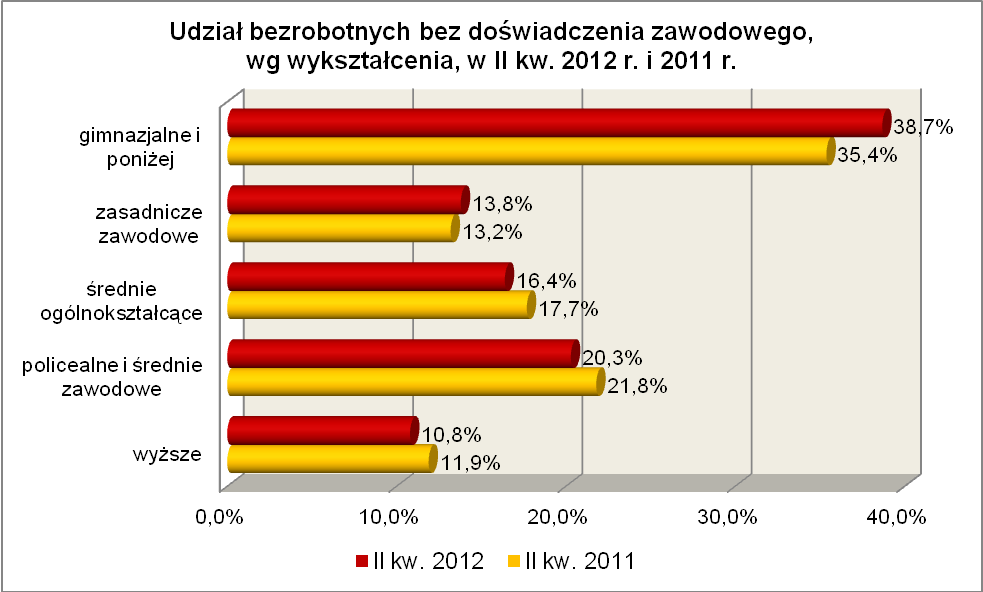 Udział bezrobotnych bez doświadczenia zawodowego,
wg wykształcenia, w II kw. 2012 r. i 2011 r.
gimnazjalne i
poniżej
38,7%
35,4%
zasadnicze
zawodowe
13,8%
13,2%
średnie
ogólnokształcące
16,4%
17,7%
policealne i średnie
zawodowe
20,3%
21,8%
wyższe
10,8%
11,9%
0,0% 10,0% 20,0% 30,0% 40,0%
II kw. 2012 II kw. 2011